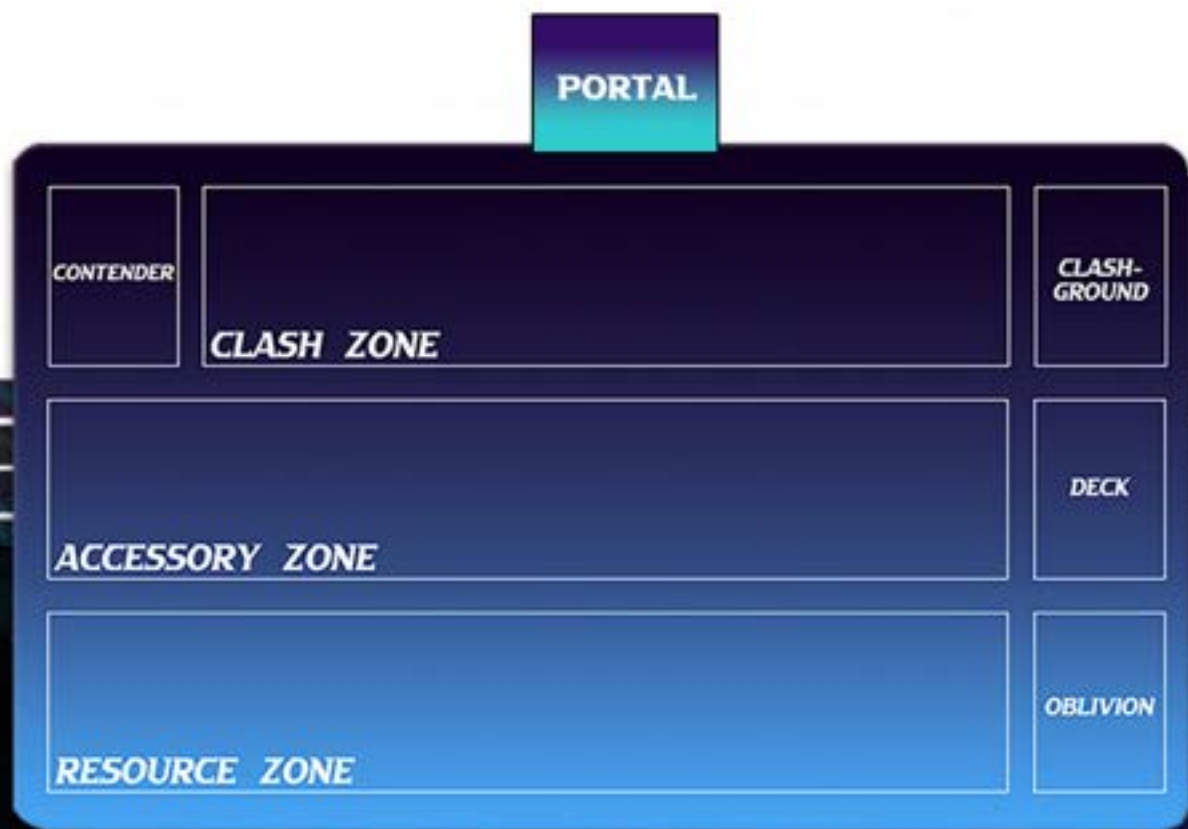 PORTAL
CONTENDER
CLASH ZONE
CLASH-
GROUND
ACCESSORY ZONE
DECK
RESOURCE ZONE
OBLIVION